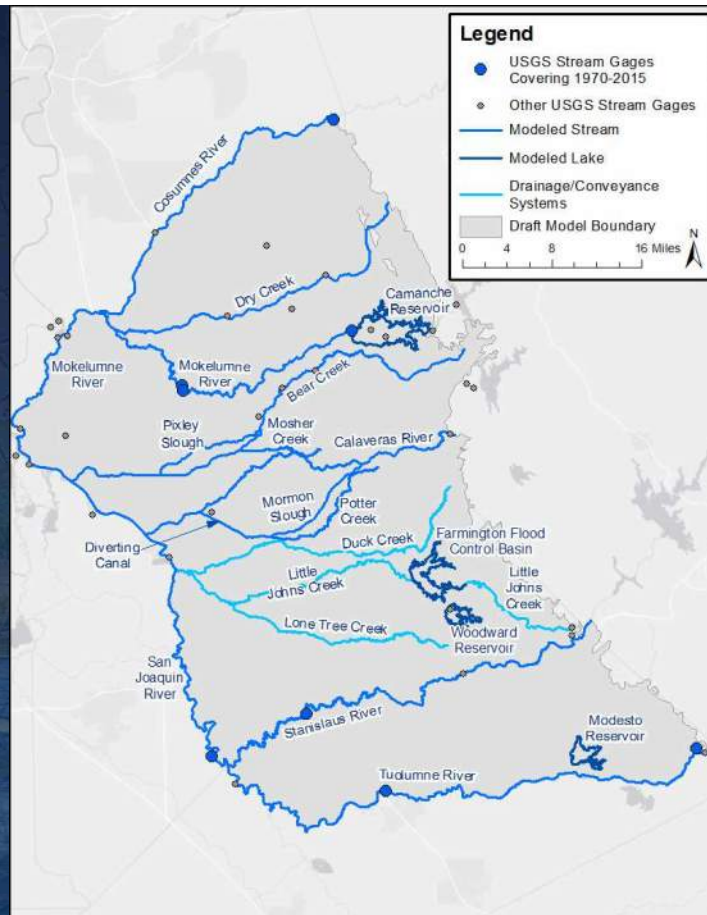 Legend
USGS Stream Gages
Covering 1970-2015
Other USGS Stream Gages
Modeled Stream
Modeled Lake
Drainage/Conveyance
Systems
Draft Model Boundary
N
0 4 8 16 Miles
Cosumnes River
Dry Creek
Camanche
Reservoir
Mokelumne
River
Mokelumne
River
Bear Creek
Pixley
Slough
Mosher
Creek
Calaveras River
Mormon
Slough
Potter
Creek
Diverting
Canal
Duck Creek
Farmington Flood
Control Basin
Little
Johns Creek
Little
Johns
Creek
Lone Tree Creek
Woodward
Reservoir
San
Joaquin
River
Stanislaus River
Modesto
Reservoir
Tuolumne River